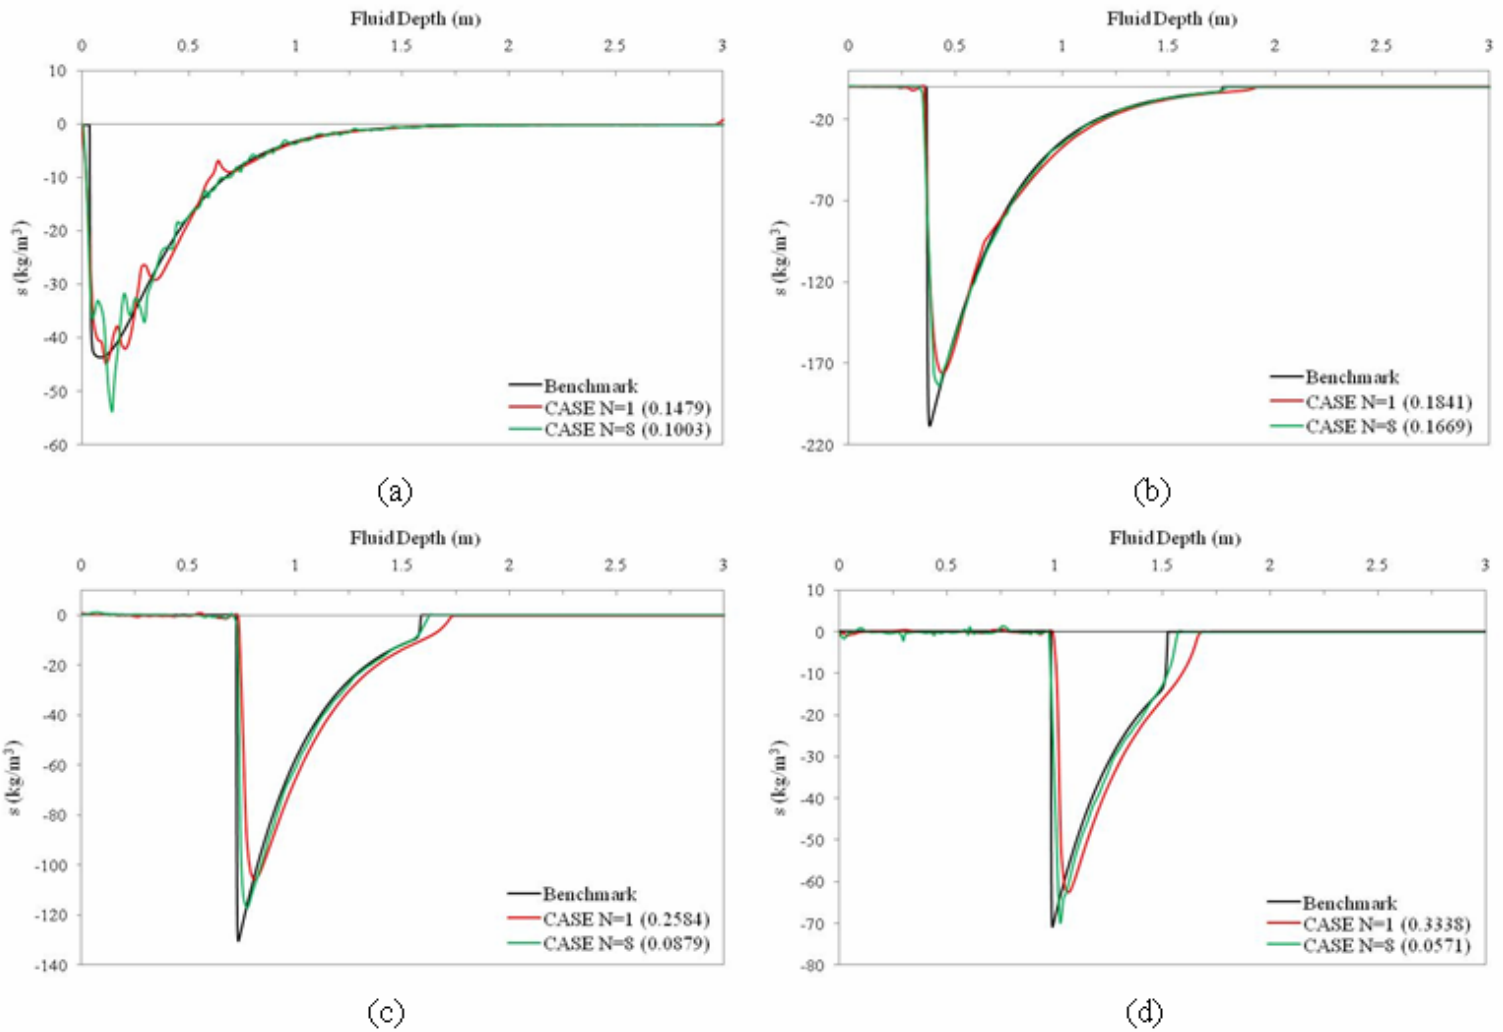 Fluid Depth (m)
0 0.5 1 1.5 2 2.5 3
10
0
-10
-20
-30
-40
-50
-60
s (kg/m³)
Benchmark
CASE N=1 (0.1479)
CASE N=8 (0.1003)
(a)
Fluid Depth (m)
0 0.5 1 1.5 2 2.5 3
-20
-70
-120
-170
-220
s (kg/m³)
Benchmark
CASE N=1 (0.1841)
CASE N=8 (0.1669)
(b)
Fluid Depth (m)
0 0.5 1 1.5 2 2.5 3
0
-20
-40
-60
-80
-100
-120
-140
s (kg/m³)
Benchmark
CASE N=1 (0.2584)
CASE N=8 (0.0879)
(c)
Fluid Depth (m)
0 0.5 1 1.5 2 2.5 3
10
0
-10
-20
-30
-40
-50
-60
-70
-80
s (kg/m³)
Benchmark
CASE N=1 (0.3338)
CASE N=8 (0.0571)
(d)